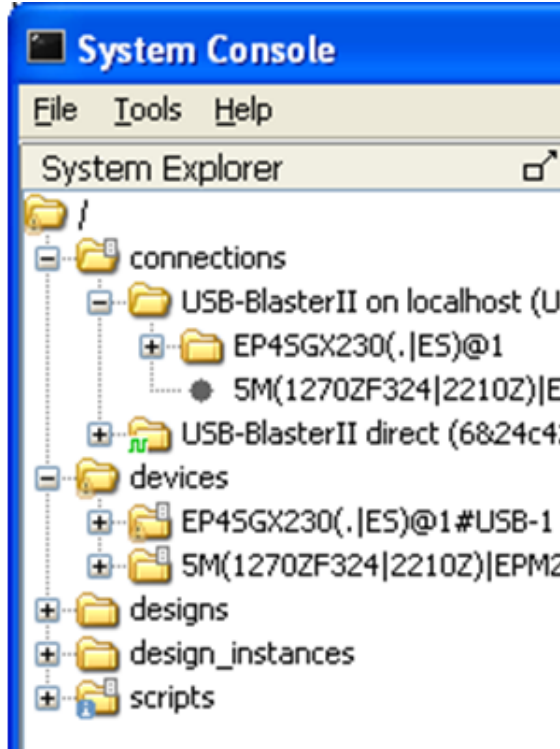 System Console
File Tools Help
System Explorer
/
connections
USB-BlasterII on localhost (U
EP4SGX230(.|ES)@1
5M(1270ZF324|2210Z)|E
USB-BlasterII direct (6&24c4
devices
EP4SGX230(.|ES)@1#USB-1
5M(1270ZF324|2210Z)|EPM2
designs
design_instances
scripts